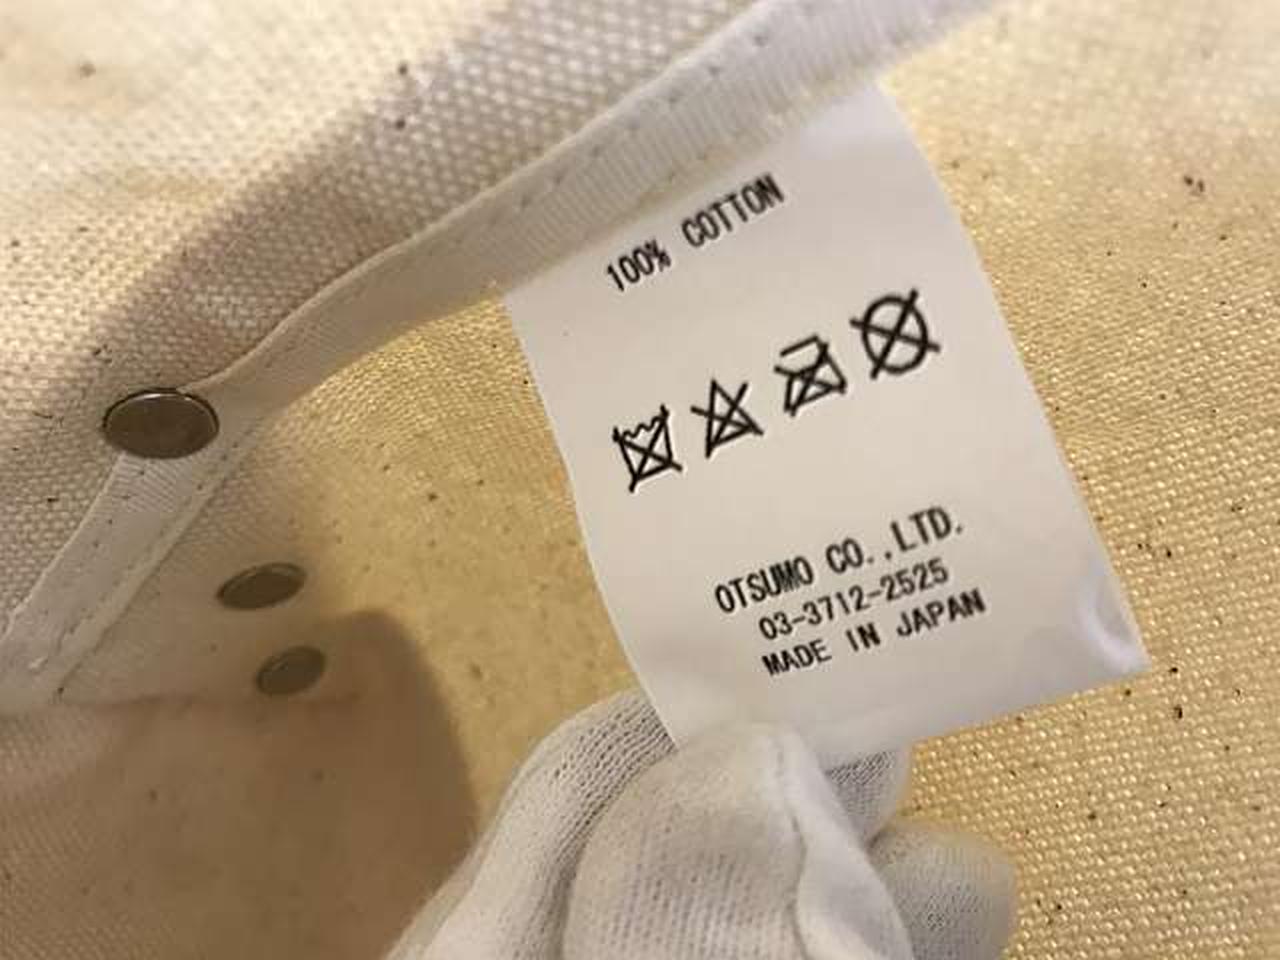 100% COTTON
OTSUMO CO.,LTD.
03-3712-2525
MADE IN JAPAN